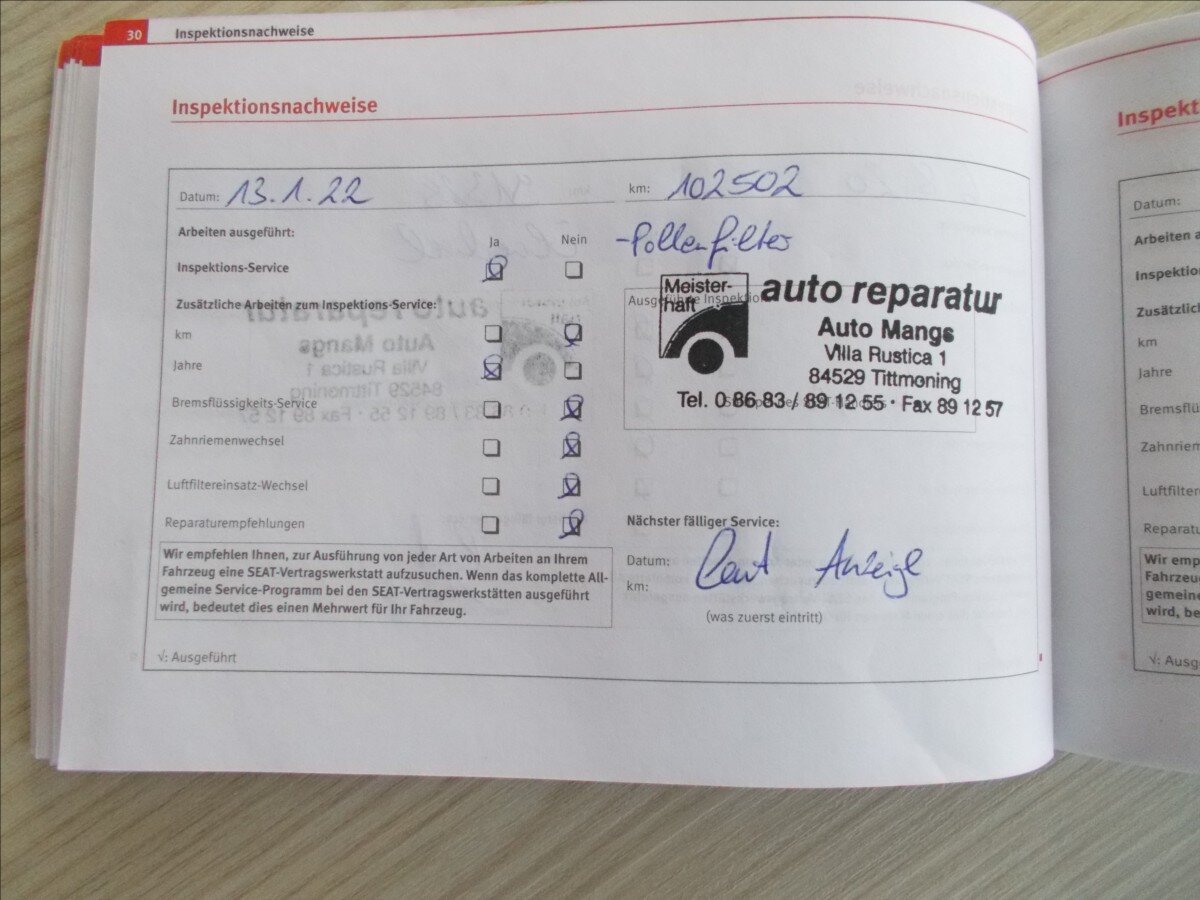 30 Inspektionsnachweise
Inspektionsnachweise
Datum: 13.1.22
km: 102502
Arbeiten ausgeführt:
Ja Nein
- Pollenfilter
Inspektions-Service
Zusätzliche Arbeiten zum Inspektions-Service:
km
Jahre
Bremsflüssigkeits-Service
Zahnriemenwechsel
Luftfiltereinsatz-Wechsel
Reparaturempfehlungen
Meister-
haft
auto reparatur
Auto Mangs
Villa Rustica 1
84529 Tittmoning
Tel. 0 86 83 / 89 12 55 · Fax 89 12 57
Wir empfehlen Ihnen, zur Ausführung von jeder Art von Arbeiten an Ihrem
Fahrzeug eine SEAT-Vertragswerkstatt aufzusuchen. Wenn das komplette All-
gemeine Service-Programm bei den SEAT-Vertragswerkstätten ausgeführt
wird, bedeutet dies einen Mehrwert für Ihr Fahrzeug.
Nächster fälliger Service:
Datum: Laut Anzeige
km:
(was zuerst eintritt)
√: Ausgeführt
Datum:
km
Jahre